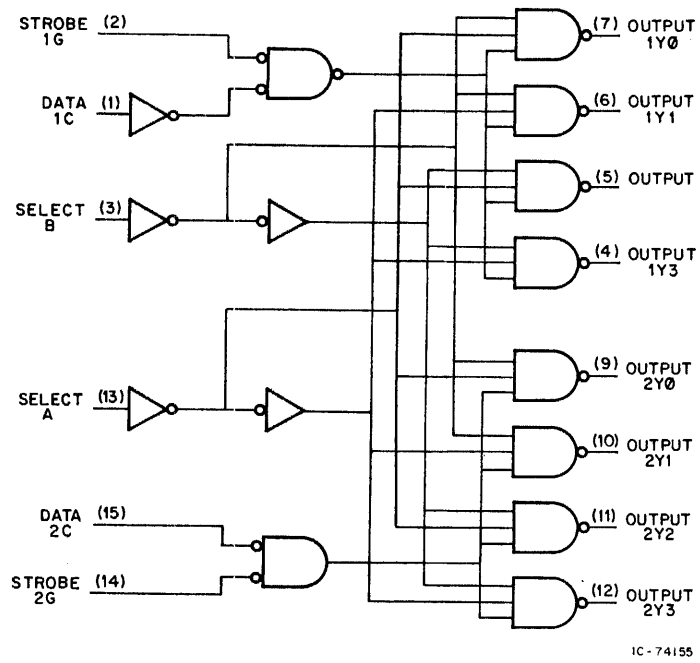 STROBE (2)
1G
DATA (1)
1C
SELECT (3)
B
SELECT (13)
A
DATA (15)
2C
STROBE (14)
2G
(7) OUTPUT
1YØ
(6) OUTPUT
1Y1
(5) OUTPUT
(4) OUTPUT
1Y3
(9) OUTPUT
2YØ
(10) OUTPUT
2Y1
(11) OUTPUT
2Y2
(12) OUTPUT
2Y3
IC-74155